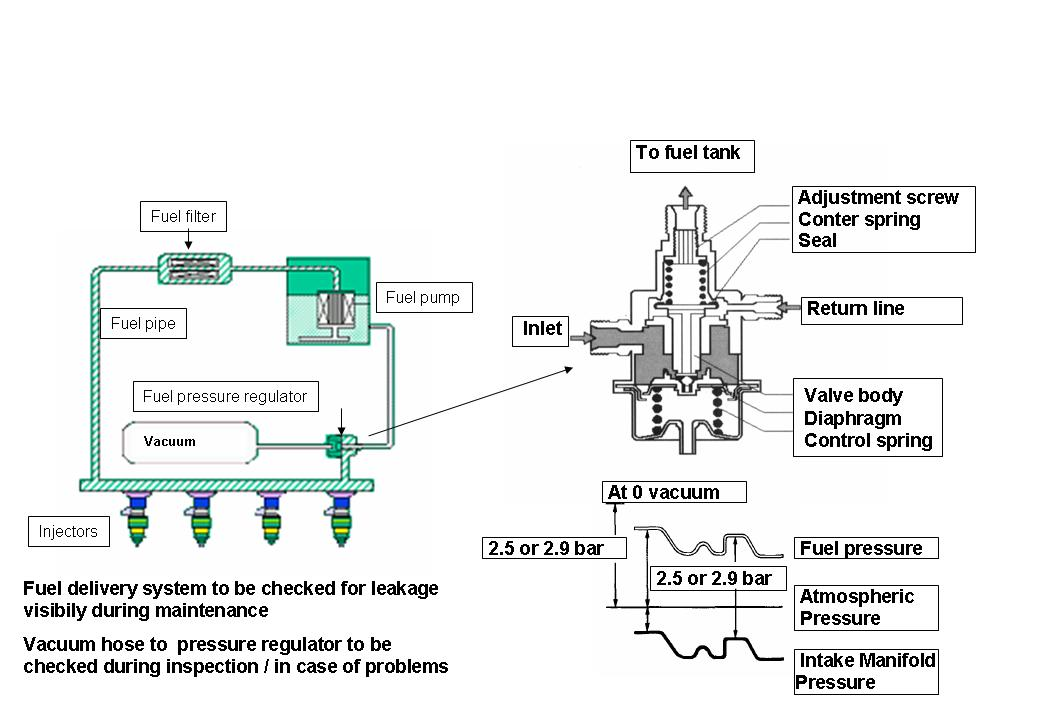 To fuel tank
Adjustment screw
Conter spring
Seal
Fuel filter
Fuel pump
Fuel pipe
Return line
Inlet
Fuel pressure regulator
Valve body
Diaphragm
Control spring
Vacuum
At 0 vacuum
Injectors
2.5 or 2.9 bar
Fuel pressure
2.5 or 2.9 bar
Atmospheric
Pressure
Intake Manifold
Pressure
Fuel delivery system to be checked for leakage
visibily during maintenance
Vacuum hose to pressure regulator to be
checked during inspection / in case of problems